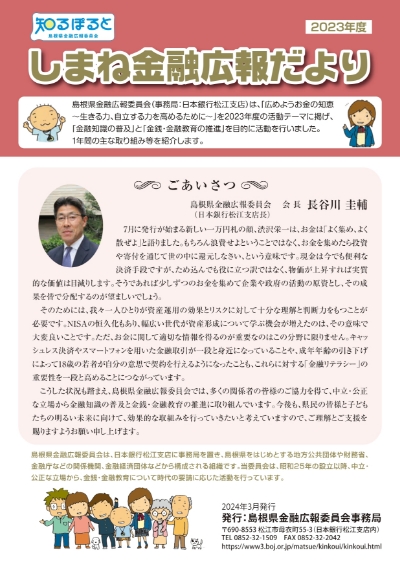 知るぽると
島根県金融広報委員会
2023年度
しまね金融広報だより
島根県金融広報委員会(事務局:日本銀行松江支店)は、『広めようお金の知恵
〜生きる力、自立する力を高めるために〜』を2023年度の活動テーマに掲げ、
「金融知識の普及」と「金銭・金融教育の推進」を目的に活動を行いました。
1年間の主な取り組み等を紹介します。
ごあいさつ
島根県金融広報委員会 会長 長谷川 圭輔
(日本銀行松江支店長)
7月に発行が始まる新しい一万円札の顔、渋沢栄一は、お金は「よく集め、よく
散ぜよ」と語りました。もちろん浪費せよということではなく、お金を集めたら投資
や寄付を通じて世の中に還元しなさい、という意味です。現金は今でも便利な
決済手段ですが、ため込んでも役に立つ訳ではなく、物価が上昇すれば実質
的な価値は目減りします。そうであれば少しずつのお金を集めて企業や政府の活動の原資とし、その成
果を皆で分配するのが望ましいでしょう。
そのためには、我々一人ひとりが資産運用の効果とリスクに対して十分な理解と判断力をもつことが
必要です。NISAの恒久化もあり、幅広い世代が資産形成について学ぶ機会が増えたのは、その意味で
大変良いことです。ただ、お金に関して適切な情報を得るのが重要なのはこの分野に限りません。キャッ
シュレス決済やスマートフォンを用いた金融取引が一段と身近になっていることや、成年年齢の引き下げ
によって18歳の若者が自分の意思で契約を行えるようになったことも、これらに対する「金融リテラシー」の
重要性を一段と高めることにつながっています。
こうした状況も踏まえ、島根県金融広報委員会では、多くの関係者の皆様のご協力を得て、中立・公正
な立場から金融知識の普及と金銭・金融教育の推進に取り組んでいます。今後も、県民の皆様と子ども
たちの明るい未来に向けて、効果的な取組みを行っていきたいと考えていますので、ご理解とご支援を
賜りますようお願い申し上げます。
島根県金融広報委員会は、日本銀行松江支店に事務局を置き、島根県をはじめとする地方公共団体や財務省、
金融庁などの関係機関、金融経済団体などから構成される組織です。当委員会は、昭和25年の設立以降、中立・
公正な立場から、金銭・金融教育について時代の要請に応じた活動を行っています。
2024年3月発行
発行:島根県金融広報委員会事務局
〒690-8553 松江市母衣町55-3(日本銀行松江支店内)
TEL 0852-32-1509 FAX 0852-32-2042
https://www3.boj.or.jp/matsue/kinkoui/kinkoui.html